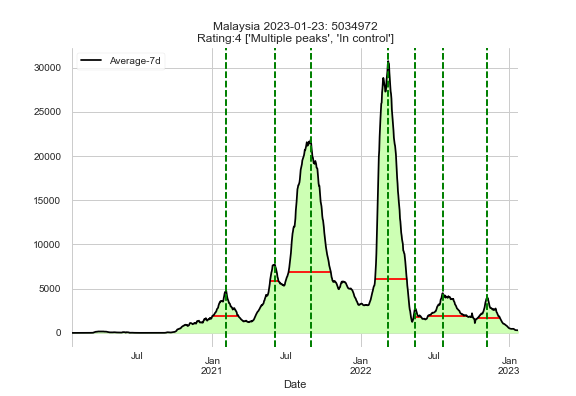 Malaysia 2023-01-23: 5034972
Rating:4 ['Multiple peaks', 'In control']
Average-7d
30000
25000
20000
15000
10000
5000
0
Jul
Jan
2021
Jul
Jan
2022
Jul
Jan
2023
Date